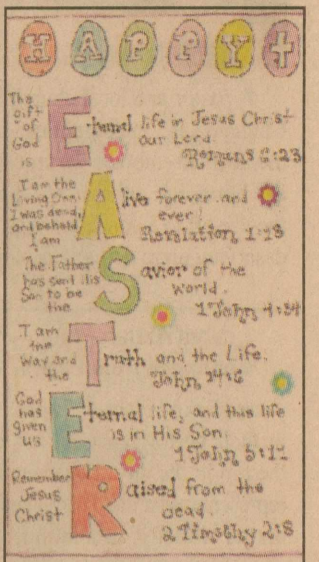 HAPPY
The
gift
of
God
is
Eternal life in Jesus Christ
our Lord.
Romans 6:23
I am the
Living One;
I was dead,
and behold
I am
Alive forever and
ever!
Revelation 1:18
The Father
has sent His
Son to be
the
Savior of the
world.
1 John 4:14
I am
the
Way and
the
Truth and the Life.
John 14:6
God
has
given
us
Eternal life, and this life
is in His Son.
1 John 5:11
Remember
Jesus
Christ
Raised from the
dead.
2 Timothy 2:8